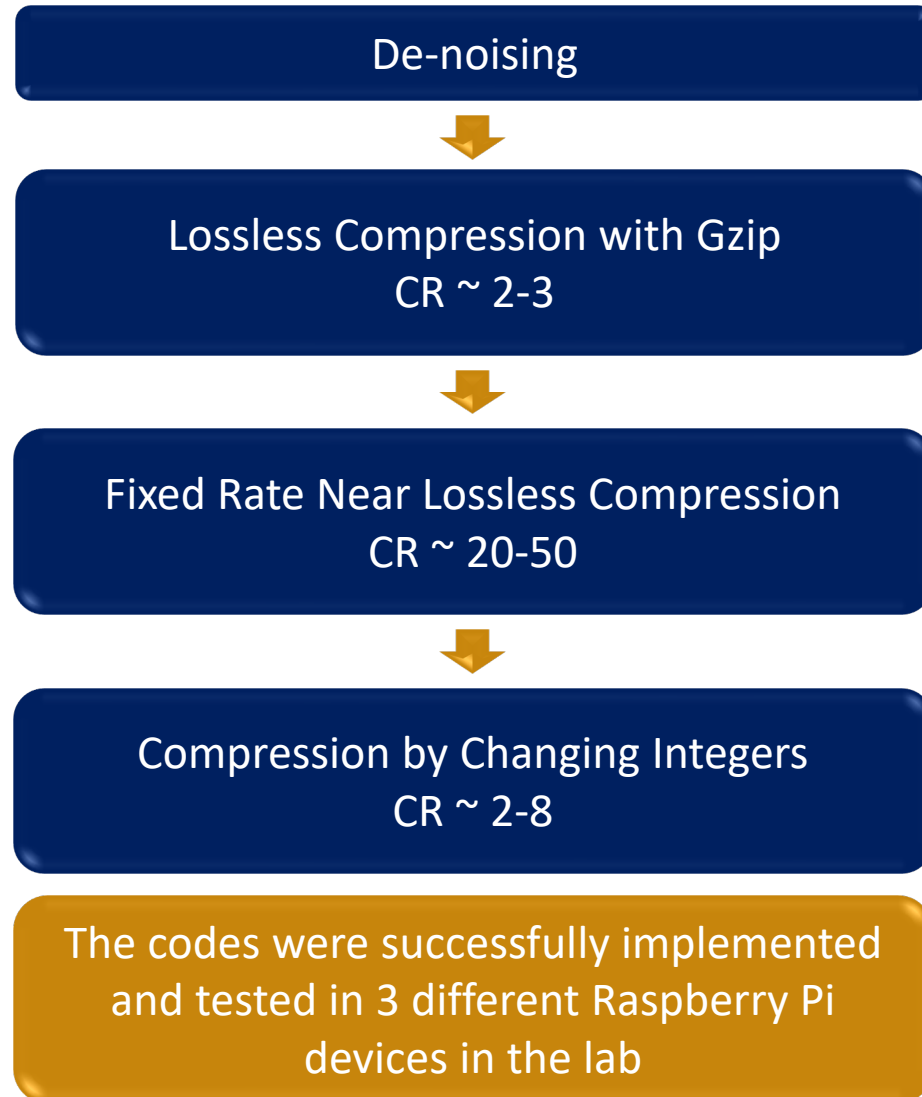 De-noising
Lossless Compression with Gzip
CR ~ 2-3
Fixed Rate Near Lossless Compression
CR ~ 20-50
Compression by Changing Integers
CR ~ 2-8
The codes were successfully implemented
and tested in 3 different Raspberry Pi
devices in the lab